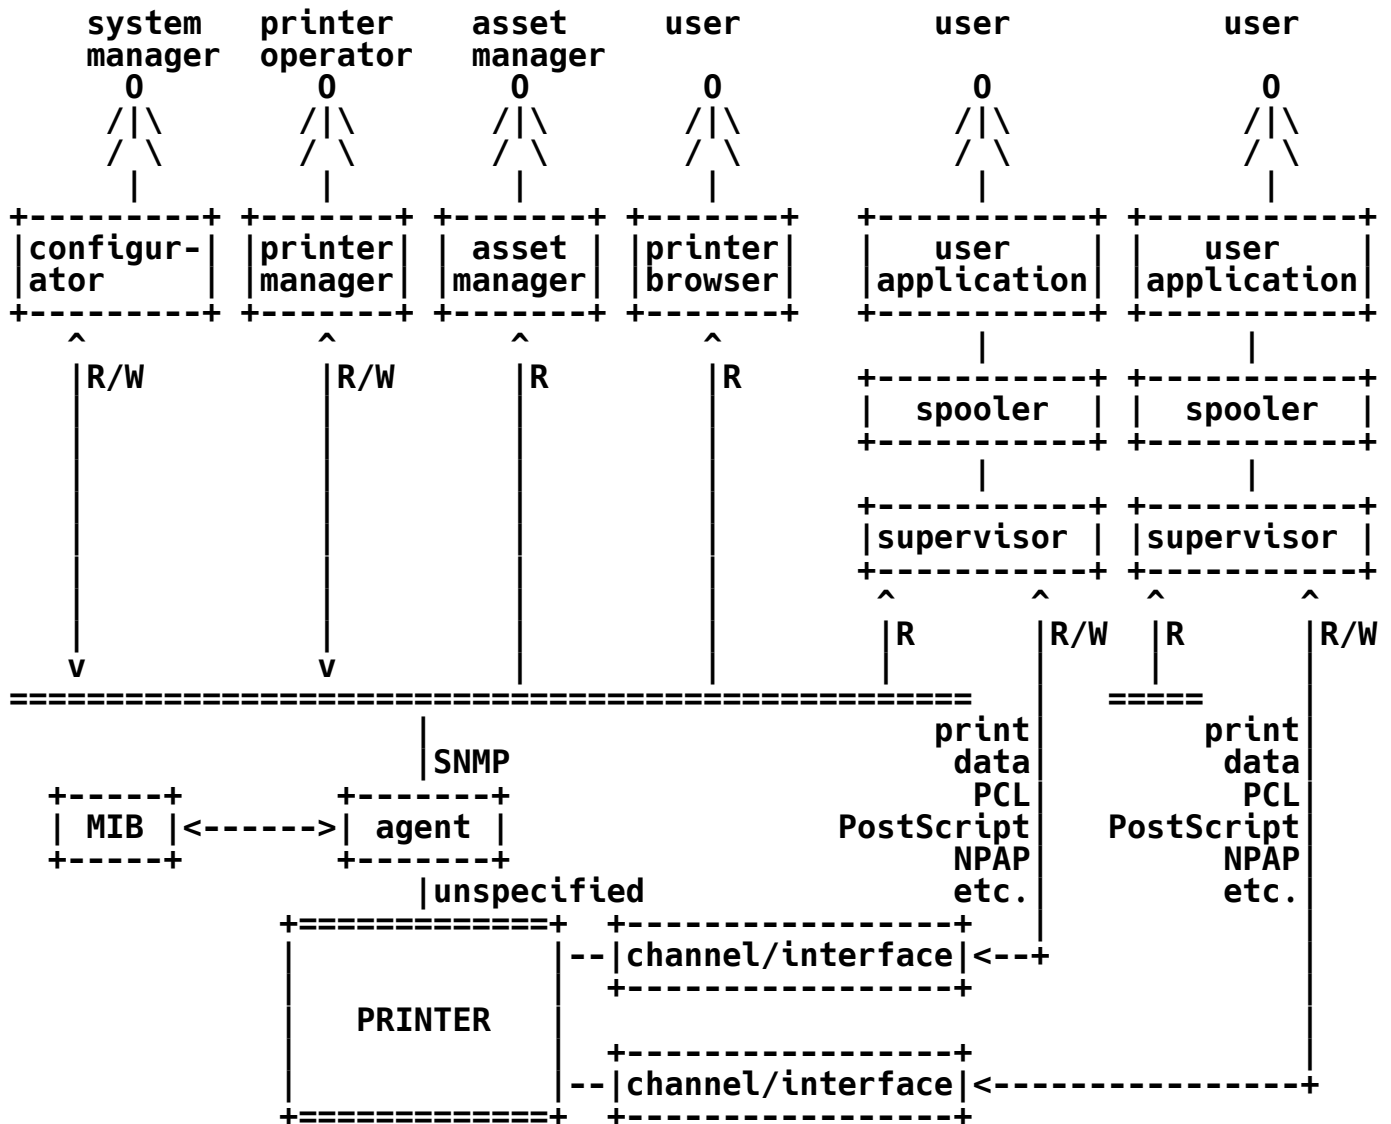 system printer asset user user user
manager operator manager
O O O O O O
/|\ /|\ /|\ /|\ /|\ /|\
/ \ / \ / \ / \ / \ / \
| | | | | |
+---------+ +-------+ +-------+ +-------+ +-----------+ +-----------+
|configur-| |printer| | asset | |printer| | user | | user |
|ator | |manager| |manager| |browser| |application| |application|
+---------+ +-------+ +-------+ +-------+ +-----------+ +-----------+
^ ^ ^ ^ | |
|R/W |R/W |R |R +-----------+ +-----------+
| | | | | spooler | | spooler |
| | | | +-----------+ +-----------+
| | | | | |
| | | | +-----------+ +-----------+
| | | | |supervisor | |supervisor |
| | | | +-----------+ +-----------+
| | | | ^ ^ ^ ^
| | | | |R |R/W |R |R/W
v v | | | | | |
================================================== | ===== |
| print| print|
|SNMP data| data|
+-----+ +-------+ PCL| PCL|
| MIB |<------>| agent | PostScript| PostScript|
+-----+ +-------+ NPAP| NPAP|
|unspecified etc.| etc.|
+=============+ +-----------------+ | |
| |--|channel/interface|<--+ |
| | +-----------------+ |
| PRINTER | |
| | +-----------------+ |
| |--|channel/interface|<----------------+
+=============+ +-----------------+